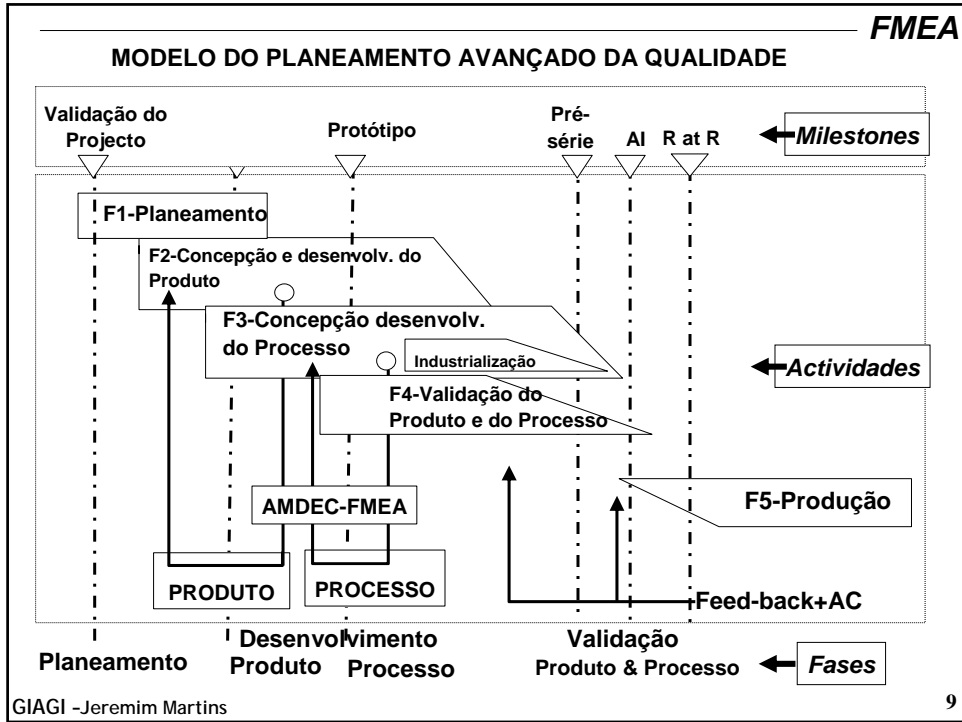 FMEA
MODELO DO PLANEAMENTO AVANÇADO DA QUALIDADE
Validação do
Projecto
Protótipo
Pré-
série
AI
R at R
Milestones
F1-Planeamento
F2-Concepção e desenvolv. do
Produto
F3-Concepção desenvolv.
do Processo
Industrialização
F4-Validação do
Produto e do Processo
Actividades
F5-Produção
AMDEC-FMEA
PRODUTO
PROCESSO
Feed-back+AC
Planeamento
Desenvolvimento
Produto
Processo
Validação
Produto & Processo
Fases
GIAGI -Jeremim Martins
9